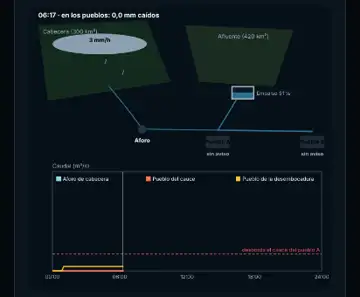 06:17 · en los pueblos: 0,0 mm caídos
Cabecera (300 km²)
3 mm/h
Afluente (420 km²)
Embalse 31 %
Aforo
sin aviso
sin aviso
Caudal (m³/s)
Aforo de cabecera
Pueblo del cauce
Pueblo de la desembocadura
desborda el cauce del pueblo A
02:00
06:00
12:00
18:00
24:00